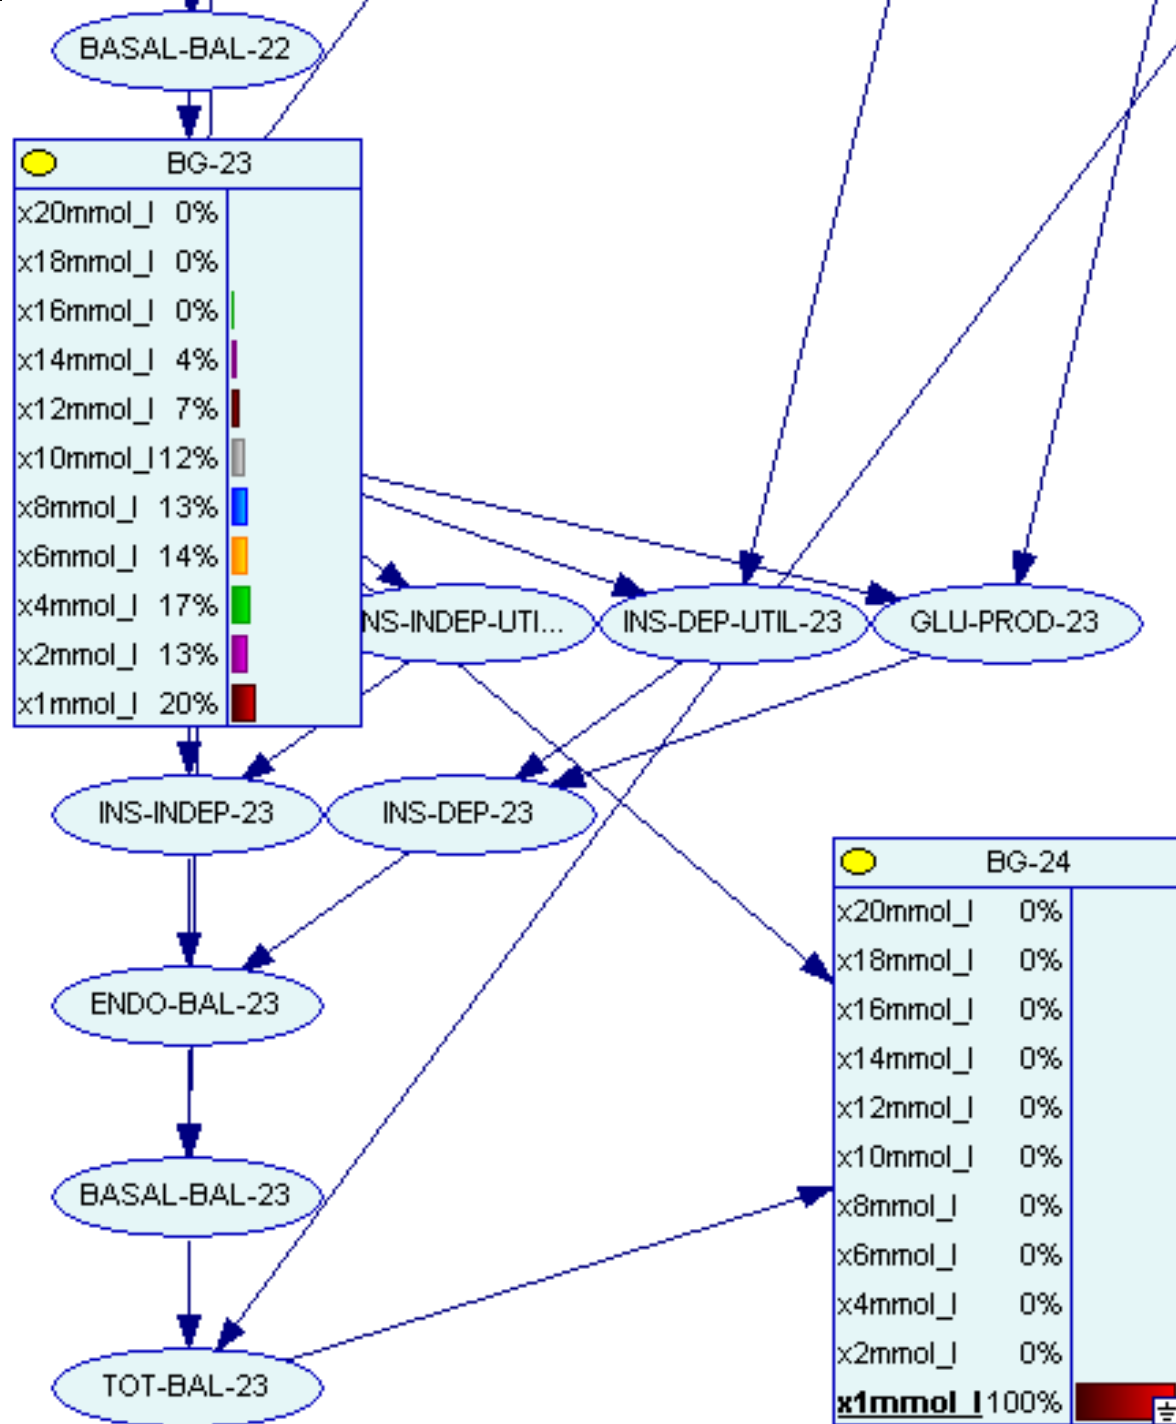 BASAL-BAL-22
BG-23
x20mmol_l 0%
x18mmol_l 0%
x16mmol_l 0%
x14mmol_l 4%
x12mmol_l 7%
x10mmol_l 12%
x8mmol_l 13%
x6mmol_l 14%
x4mmol_l 17%
x2mmol_l 13%
x1mmol_l 20%
NS-INDEP-UTI...
INS-DEP-UTIL-23
GLU-PROD-23
INS-INDEP-23
INS-DEP-23
ENDO-BAL-23
BASAL-BAL-23
TOT-BAL-23
BG-24
x20mmol_l 0%
x18mmol_l 0%
x16mmol_l 0%
x14mmol_l 0%
x12mmol_l 0%
x10mmol_l 0%
x8mmol_l 0%
x6mmol_l 0%
x4mmol_l 0%
x2mmol_l 0%
x1mmol_l 100%